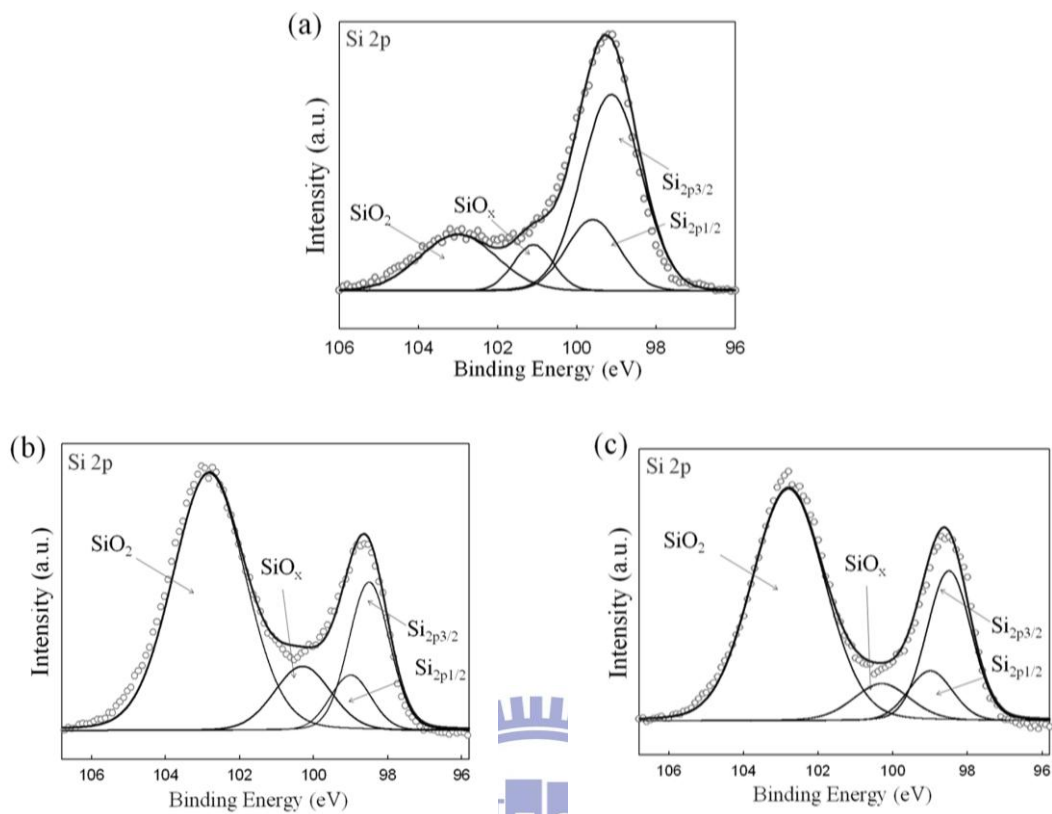 (a)
Si 2p
Intensity (a.u.)
SiO₂
SiOₓ
Si₂p3/2
Si₂p1/2
106 104 102 100 98 96
Binding Energy (eV)
(b)
Si 2p
Intensity (a.u.)
SiO₂
SiOₓ
Si₂p3/2
Si₂p1/2
106 104 102 100 98 96
Binding Energy (eV)
(c)
Si 2p
Intensity (a.u.)
SiO₂
SiOₓ
Si₂p3/2
Si₂p1/2
106 104 102 100 98 96
Binding Energy (eV)